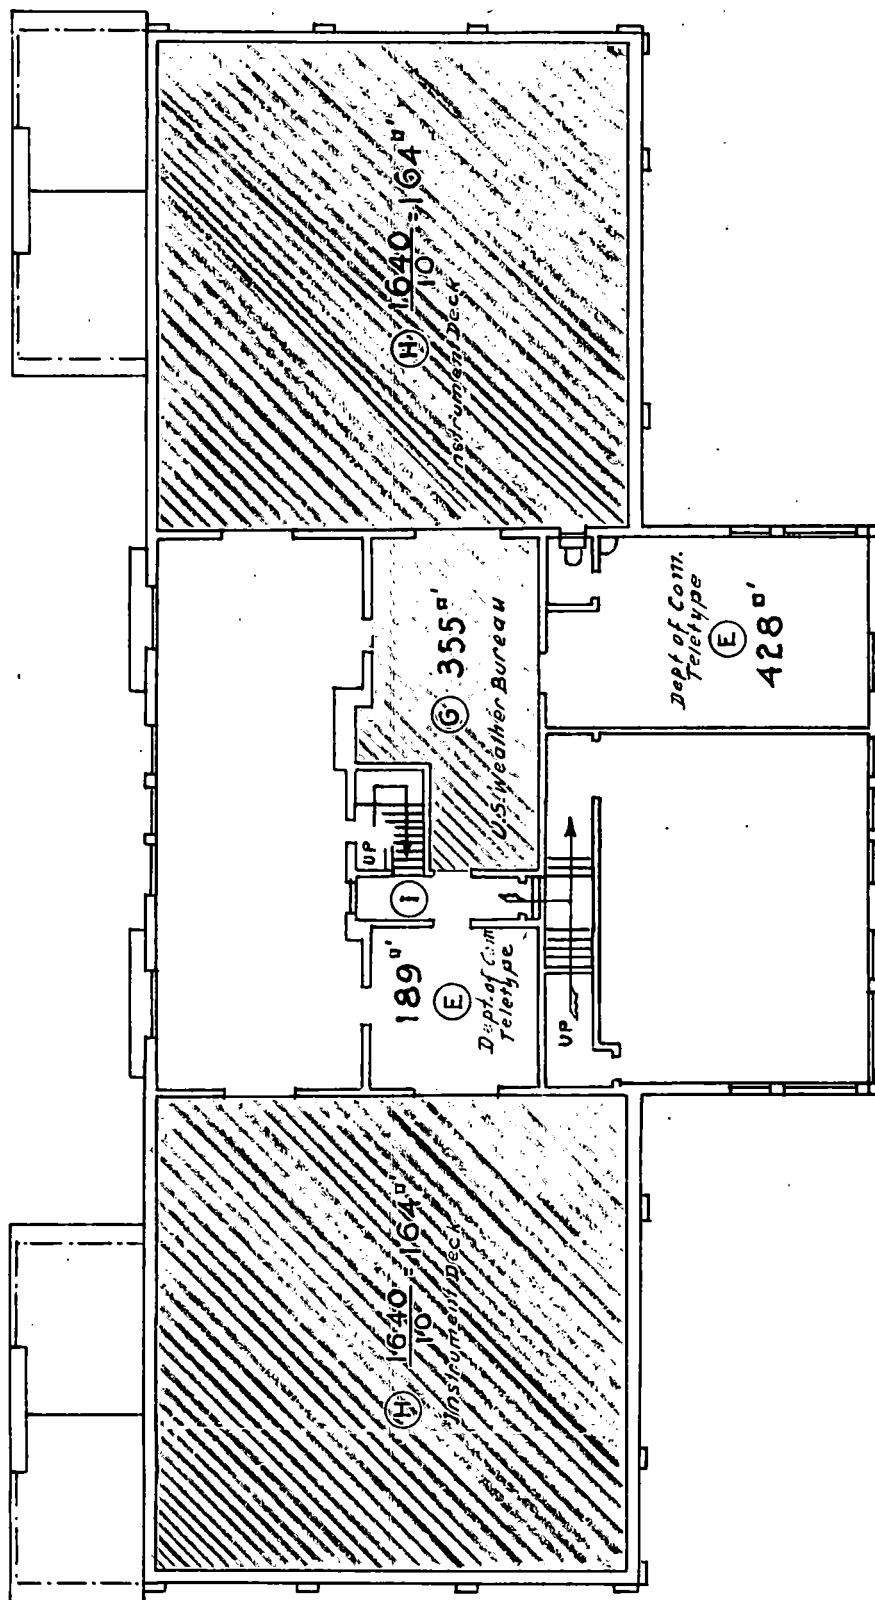 Ⓗ 1640/10 = 164 □'
Instrument Deck
189 □'
Ⓔ
Dept. of Com
Teletype
UP
Ⓘ
UP
Ⓖ 355 □'
U.S. Weather Bureau
Dept of Com.
Teletype
Ⓔ
428 □'
Ⓗ 1640/10 = 164 □'
nstrument Deck